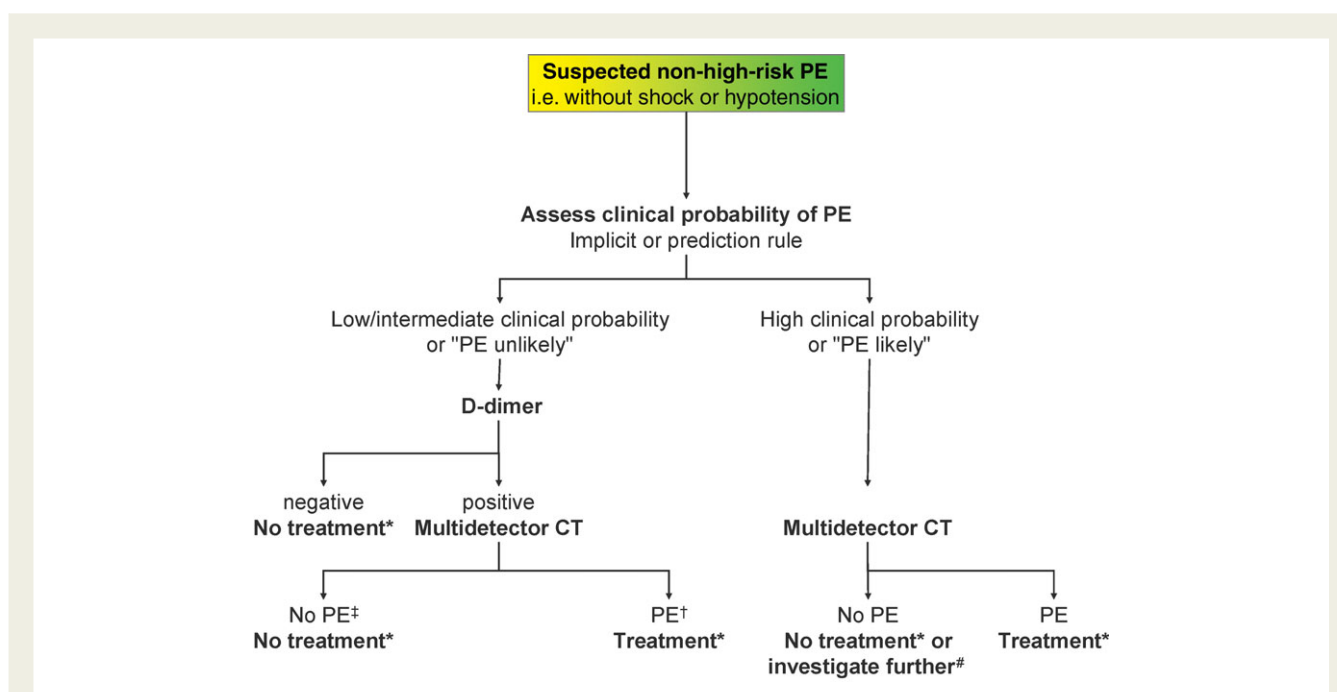 Suspected non-high-risk PE
i.e. without shock or hypotension
Assess clinical probability of PE
Implicit or prediction rule
Low/intermediate clinical probability
or "PE unlikely"
High clinical probability
or "PE likely"
D-dimer
negative
No treatment*
positive
Multidetector CT
Multidetector CT
No PE‡
No treatment*
PE†
Treatment*
No PE
No treatment* or
investigate further#
PE
Treatment*